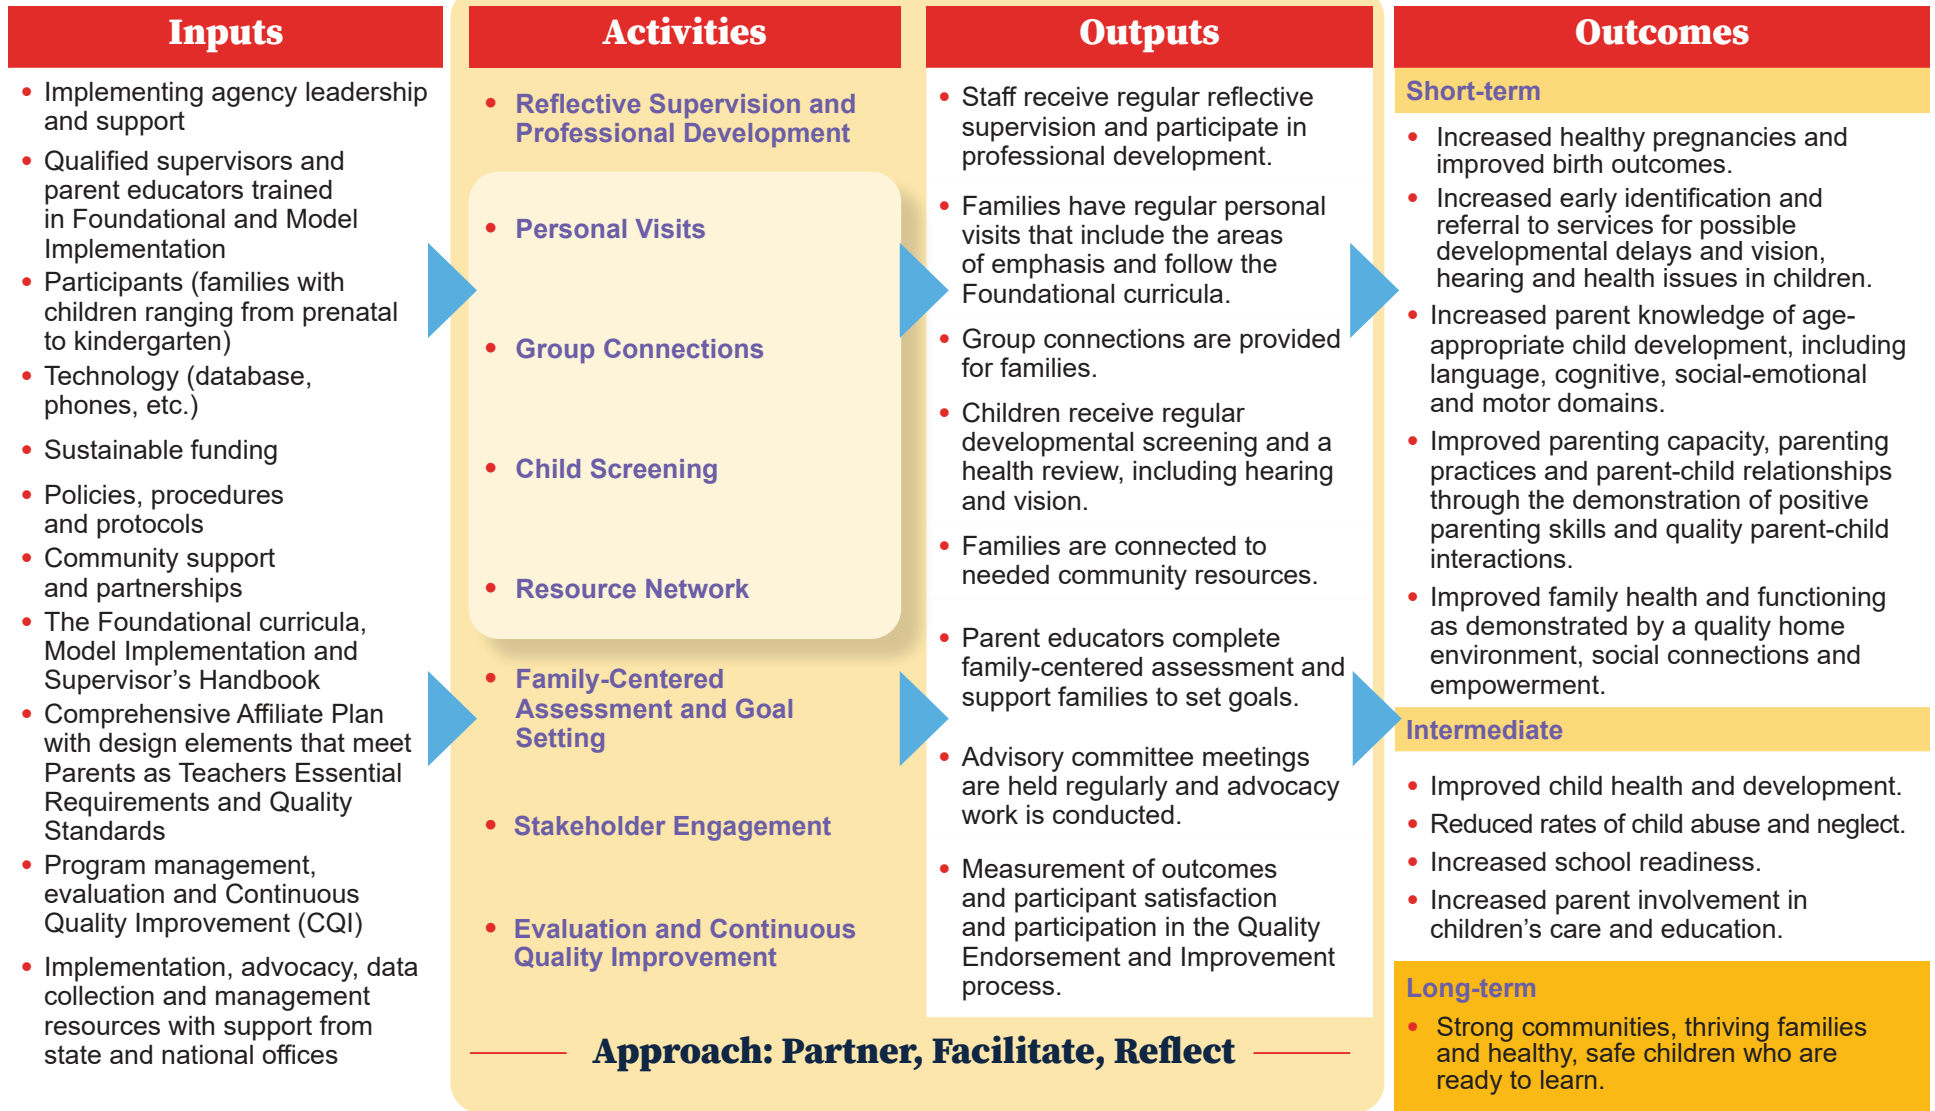 Inputs
Implementing agency leadership
and support
Qualified supervisors and
parent educators trained
in Foundational and Model
Implementation
Participants (families with
children ranging from prenatal
to kindergarten)
Technology (database,
phones, etc.)
Sustainable funding
Policies, procedures
and protocols
Community support
and partnerships
The Foundational curricula,
Model Implementation and
Supervisor’s Handbook
Comprehensive Affiliate Plan
with design elements that meet
Parents as Teachers Essential
Requirements and Quality
Standards
Program management,
evaluation and Continuous
Quality Improvement (CQI)
Implementation, advocacy, data
collection and management
resources with support from
state and national offices
Activities
Reflective Supervision and
Professional Development
Personal Visits
Group Connections
Child Screening
Resource Network
Family-Centered
Assessment and Goal
Setting
Stakeholder Engagement
Evaluation and Continuous
Quality Improvement
Outputs
Staff receive regular reflective
supervision and participate in
professional development.
Families have regular personal
visits that include the areas
of emphasis and follow the
Foundational curricula.
Group connections are provided
for families.
Children receive regular
developmental screening and a
health review, including hearing
and vision.
Families are connected to
needed community resources.
Parent educators complete
family-centered assessment and
support families to set goals.
Advisory committee meetings
are held regularly and advocacy
work is conducted.
Measurement of outcomes
and participant satisfaction
and participation in the Quality
Endorsement and Improvement
process.
Approach: Partner, Facilitate, Reflect
Outcomes
Short-term
Increased healthy pregnancies and
improved birth outcomes.
Increased early identification and
referral to services for possible
developmental delays and vision,
hearing and health issues in children.
Increased parent knowledge of age-
appropriate child development, including
language, cognitive, social-emotional
and motor domains.
Improved parenting capacity, parenting
practices and parent-child relationships
through the demonstration of positive
parenting skills and quality parent-child
interactions.
Improved family health and functioning
as demonstrated by a quality home
environment, social connections and
empowerment.
Intermediate
Improved child health and development.
Reduced rates of child abuse and neglect.
Increased school readiness.
Increased parent involvement in
children’s care and education.
Long-term
Strong communities, thriving families
and healthy, safe children who are
ready to learn.